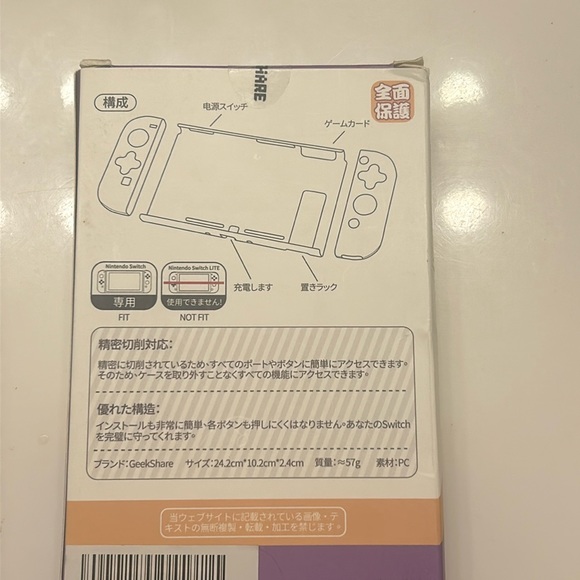 HARE
構成
全面
保護
电源スイッチ
ゲームカード
充電します
置きラック
Nintendo Switch
専用
FIT
Nintendo Switch LITE
使用できません!
NOT FIT
精密切削対応：
精密に切削されているため、すべてのポートやボタンに簡単にアクセスできます。
そのため、ケースを取り外すことなくすべての機能にアクセスできます。
優れた構造：
インストールも非常に簡単、各ボタンも押しにくくはなりません。あなたのSwitch
を完璧に守ってくれます。
ブランド：GeekShare サイズ：24.2cm*10.2cm*2.4cm 質量：≈57g 素材：PC
当ウェブサイトに記載されている画像・テ
キストの無断複製・転載・加工を禁じます。